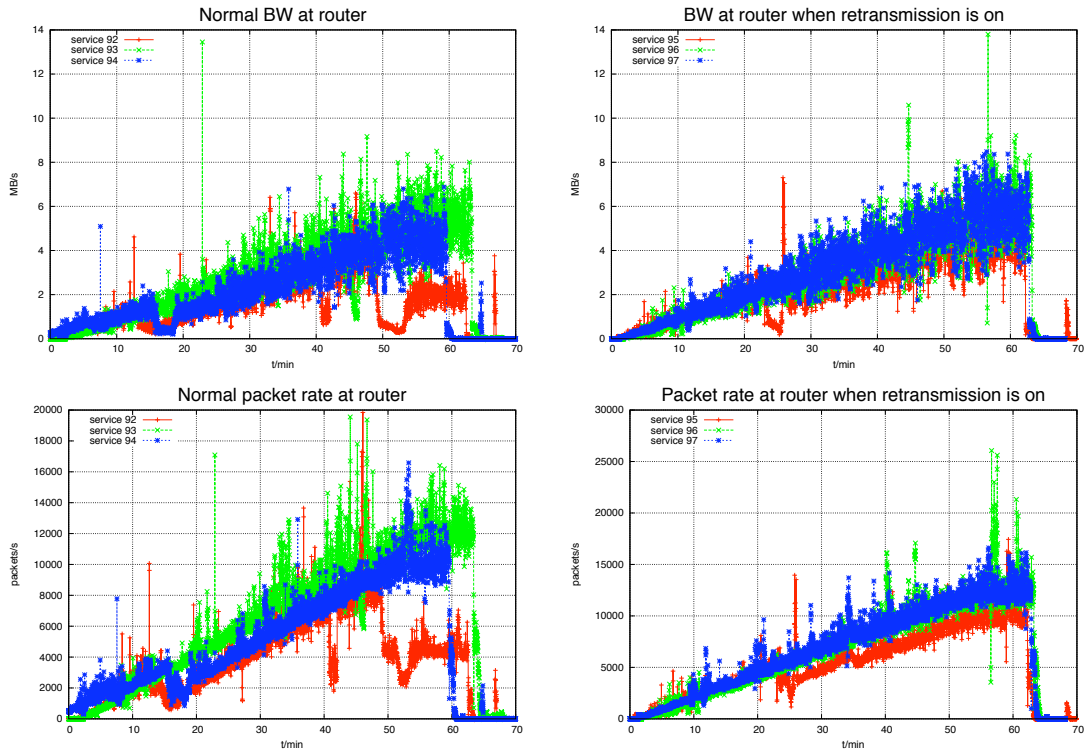 Normal BW at router
service 92
service 93
service 94
14
12
10
8
6
4
2
0
MB/s
0 10 20 30 40 50 60 70
t/min
BW at router when retransmission is on
service 95
service 96
service 97
14
12
10
8
6
4
2
0
MB/s
0 10 20 30 40 50 60 70
t/min
Normal packet rate at router
service 92
service 93
service 94
20000
18000
16000
14000
12000
10000
8000
6000
4000
2000
0
packets/s
0 10 20 30 40 50 60 70
t/min
Packet rate at router when retransmission is on
service 95
service 96
service 97
30000
25000
20000
15000
10000
5000
0
packets/s
0 10 20 30 40 50 60 70
t/min